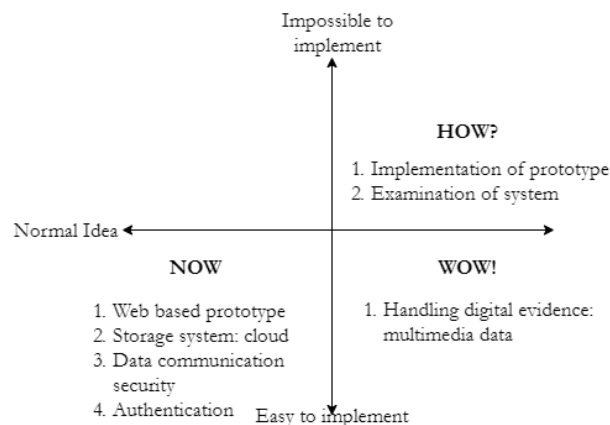 Impossible to
implement
HOW?
1. Implementation of prototype
2. Examination of system
Normal Idea
NOW
1. Web based prototype
2. Storage system: cloud
3. Data communication
security
4. Authentication
WOW!
1. Handling digital evidence:
multimedia data
Easy to implement